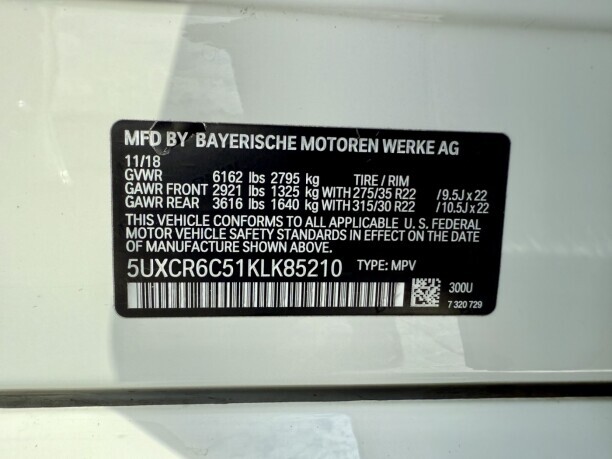 MFD BY BAYERISCHE MOTOREN WERKE AG
11/18
GVWR 6162 lbs 2795 kg TIRE / RIM
GAWR FRONT 2921 lbs 1325 kg WITH 275/35 R22 / 9.5J x 22
GAWR REAR 3616 lbs 1640 kg WITH 315/30 R22 / 10.5J x 22
THIS VEHICLE CONFORMS TO ALL APPLICABLE U. S. FEDERAL
MOTOR VEHICLE SAFETY STANDARDS IN EFFECT ON THE DATE
OF MANUFACTURE SHOWN ABOVE.
5UXCR6C51KLK85210 TYPE: MPV
300U
7 320 729